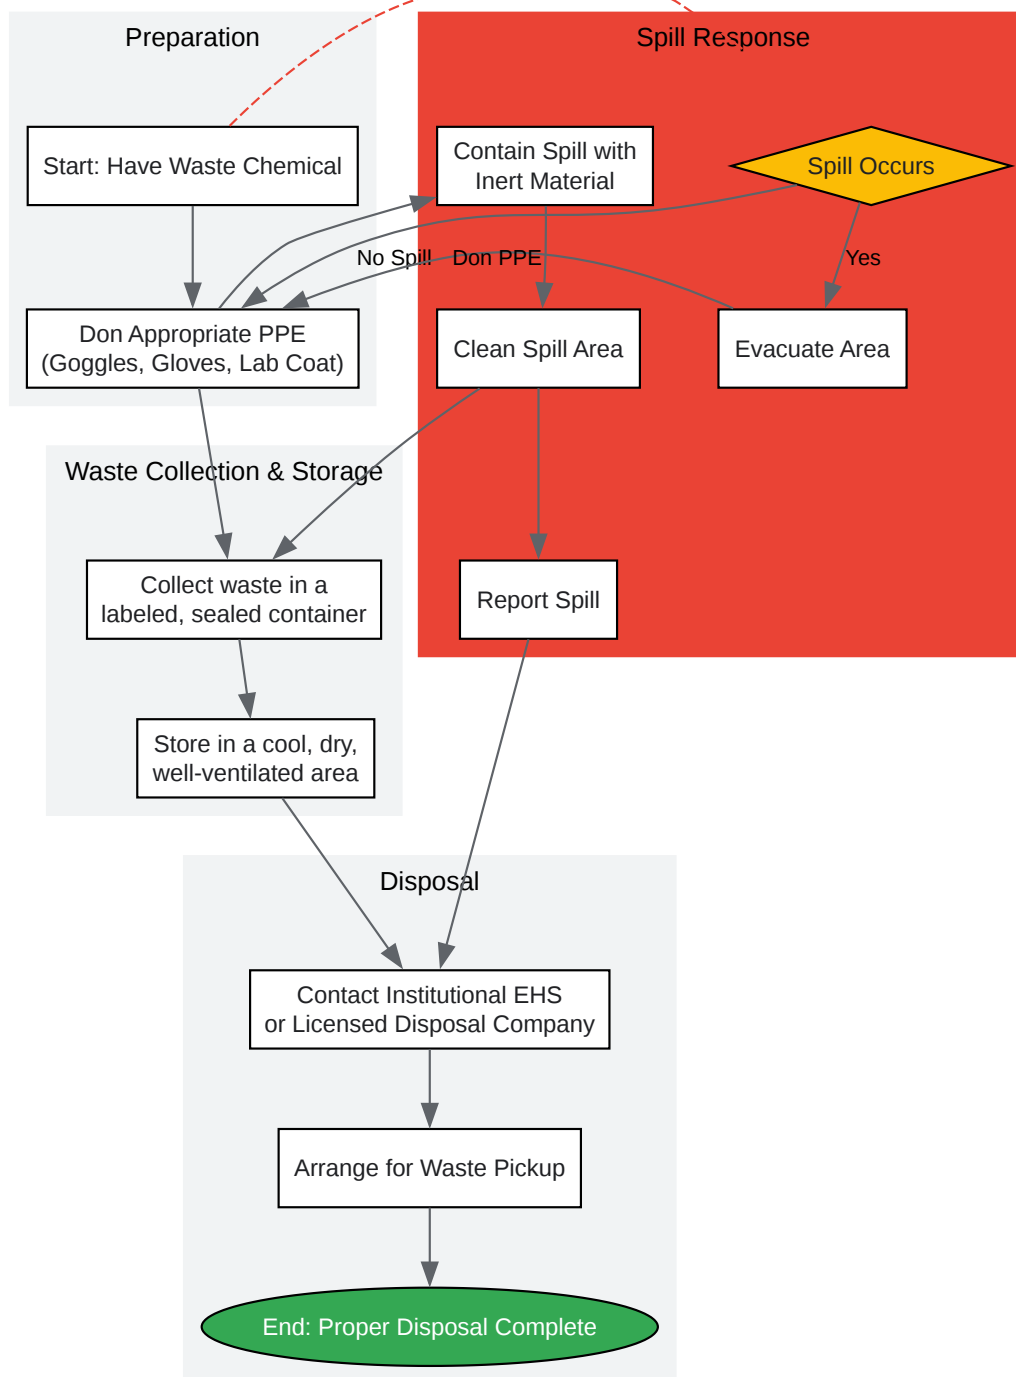 Preparation
Spill Response
Start: Have Waste Chemical
Contain Spill with
Inert Material
Spill Occurs
No Spill
Don PPE
Yes
Don Appropriate PPE
(Goggles, Gloves, Lab Coat)
Clean Spill Area
Evacuate Area
Waste Collection & Storage
Collect waste in a
labeled, sealed container
Report Spill
Store in a cool, dry,
well-ventilated area
Disposal
Contact Institutional EHS
or Licensed Disposal Company
Arrange for Waste Pickup
End: Proper Disposal Complete